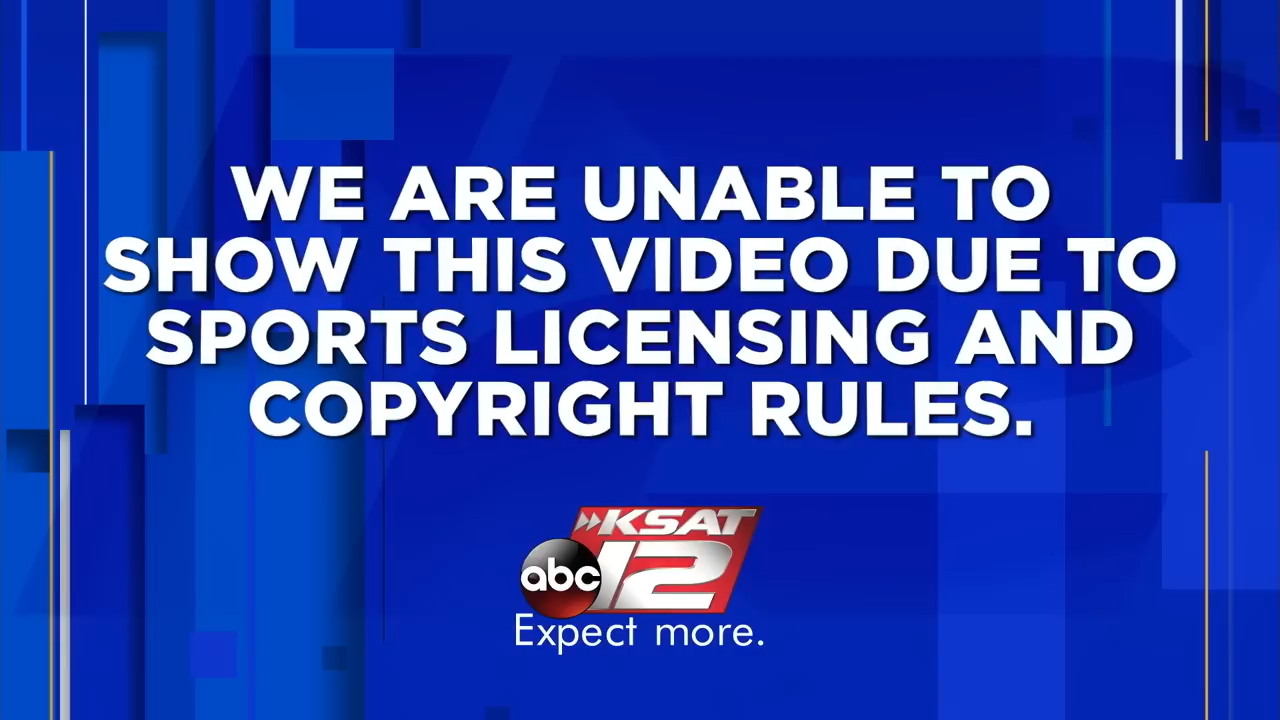 WE ARE UNABLE TO
SHOW THIS VIDEO DUE TO
SPORTS LICENSING AND
COPYRIGHT RULES.
KSAT
abc 12
Expect more.